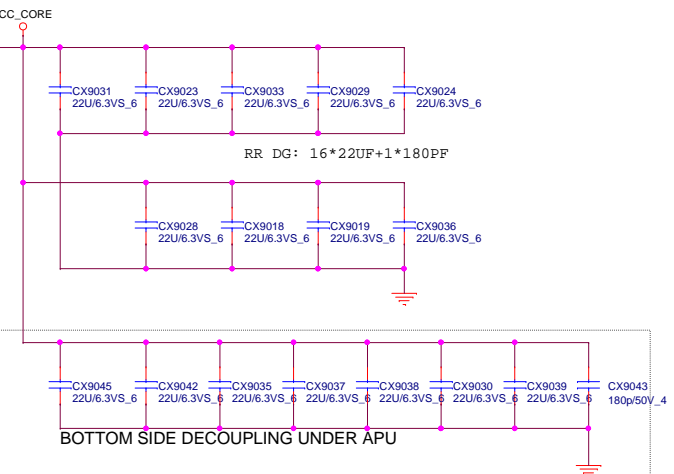 CC_CORE
CX9031 CX9023 CX9033 CX9029 CX9024
22U/6.3VS_6 22U/6.3VS_6 22U/6.3VS_6 22U/6.3VS_6 22U/6.3VS_6
RR DG: 16*22UF+1*180PF
CX9028 CX9018 CX9019 CX9036
22U/6.3VS_6 22U/6.3VS_6 22U/6.3VS_6 22U/6.3VS_6
CX9045 CX9042 CX9035 CX9037 CX9038 CX9030 CX9039 CX9043
22U/6.3VS_6 22U/6.3VS_6 22U/6.3VS_6 22U/6.3VS_6 22U/6.3VS_6 22U/6.3VS_6 22U/6.3VS_6 180p/50V_4
BOTTOM SIDE DECOUPLING UNDER APU